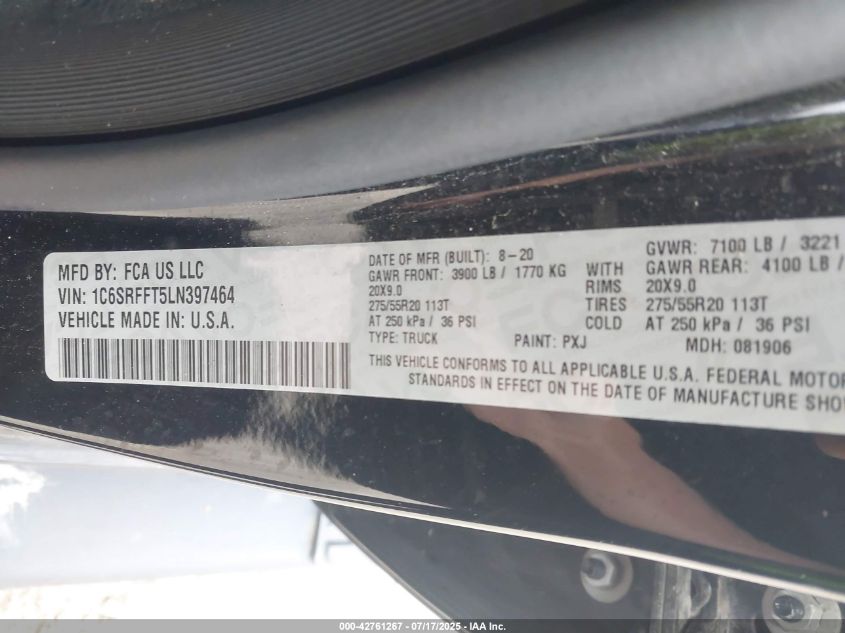 MFD BY: FCA US LLC
VIN: 1C6SRFFT5LN397464
VEHICLE MADE IN: U.S.A.
DATE OF MFR (BUILT): 8-20 GVWR: 7100 LB / 3221
GAWR FRONT: 3900 LB / 1770 KG WITH GAWR REAR: 4100 LB /
20X9.0 RIMS 20X9.0
275/55R20 113T TIRES 275/55R20 113T
AT 250 kPa / 36 PSI COLD AT 250 kPa / 36 PSI
TYPE: TRUCK PAINT: PXJ MDH: 081906
THIS VEHICLE CONFORMS TO ALL APPLICABLE U.S.A. FEDERAL MOTOR
STANDARDS IN EFFECT ON THE DATE OF MANUFACTURE SHOW
000-42761267 - 07/17/2025 - IAA Inc.